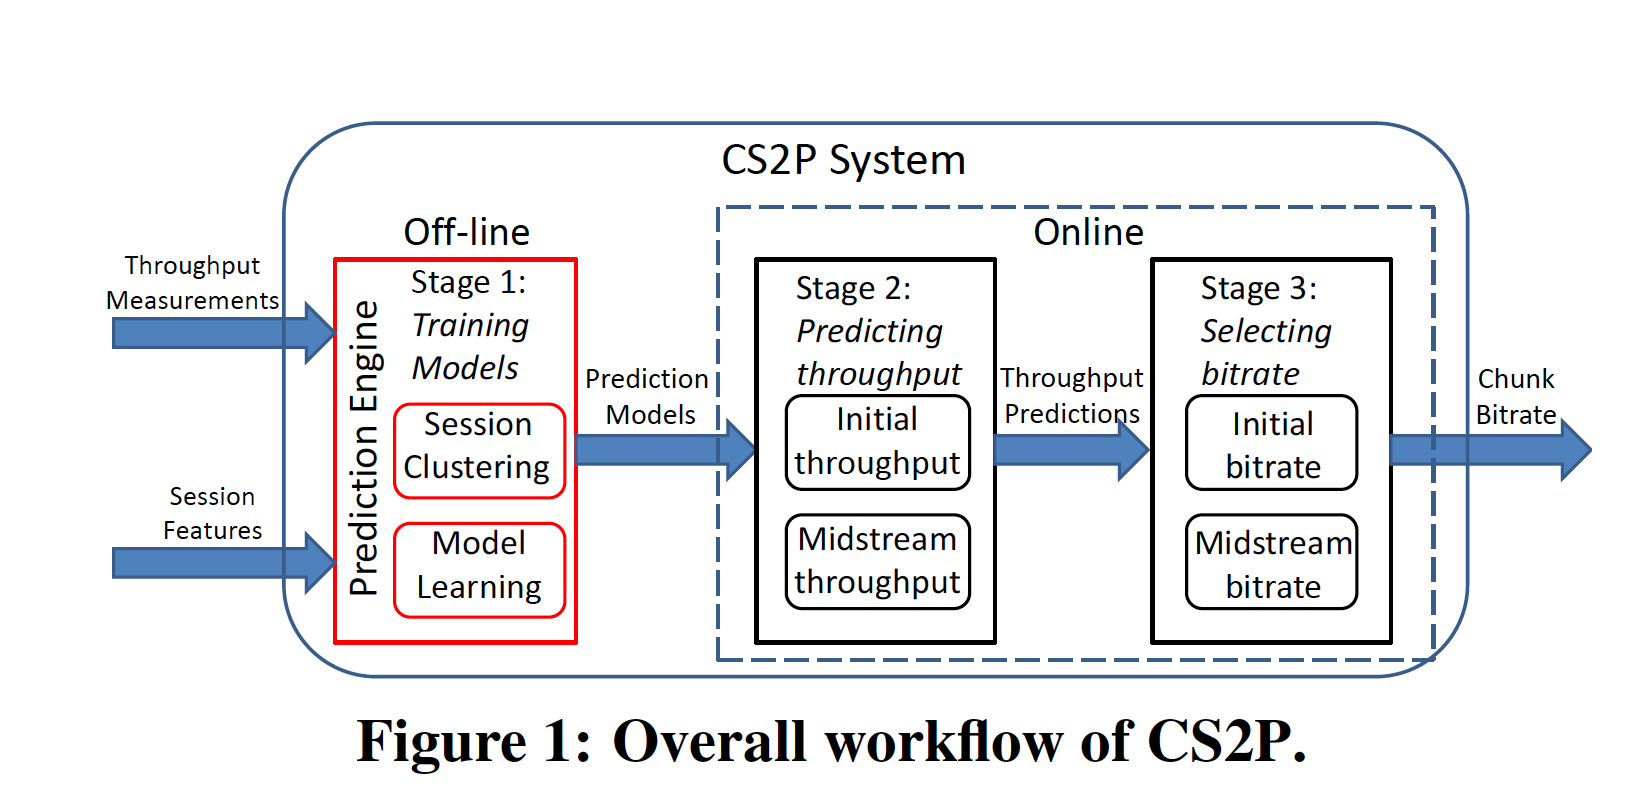 CS2P System
Off-line
Online
Throughput
Measurements
Session
Features
Prediction Engine
Stage 1:
Training
Models
Session
Clustering
Model
Learning
Prediction
Models
Stage 2:
Predicting
throughput
Initial
throughput
Midstream
throughput
Throughput
Predictions
Stage 3:
Selecting
bitrate
Initial
bitrate
Midstream
bitrate
Chunk
Bitrate
Figure 1: Overall workflow of CS2P.